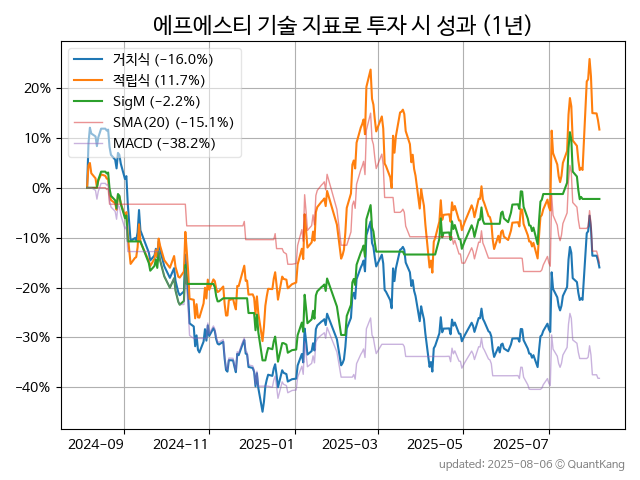 에프에스티 기술 지표로 투자 시 성과 (1년)
거치식 (−16.0%)
적립식 (11.7%)
SigM (−2.2%)
SMA(20) (−15.1%)
MACD (−38.2%)
20%
10%
0%
−10%
−20%
−30%
−40%
2024-09 2024-11 2025-01 2025-03 2025-05 2025-07
updated: 2025-08-06 © QuantKang